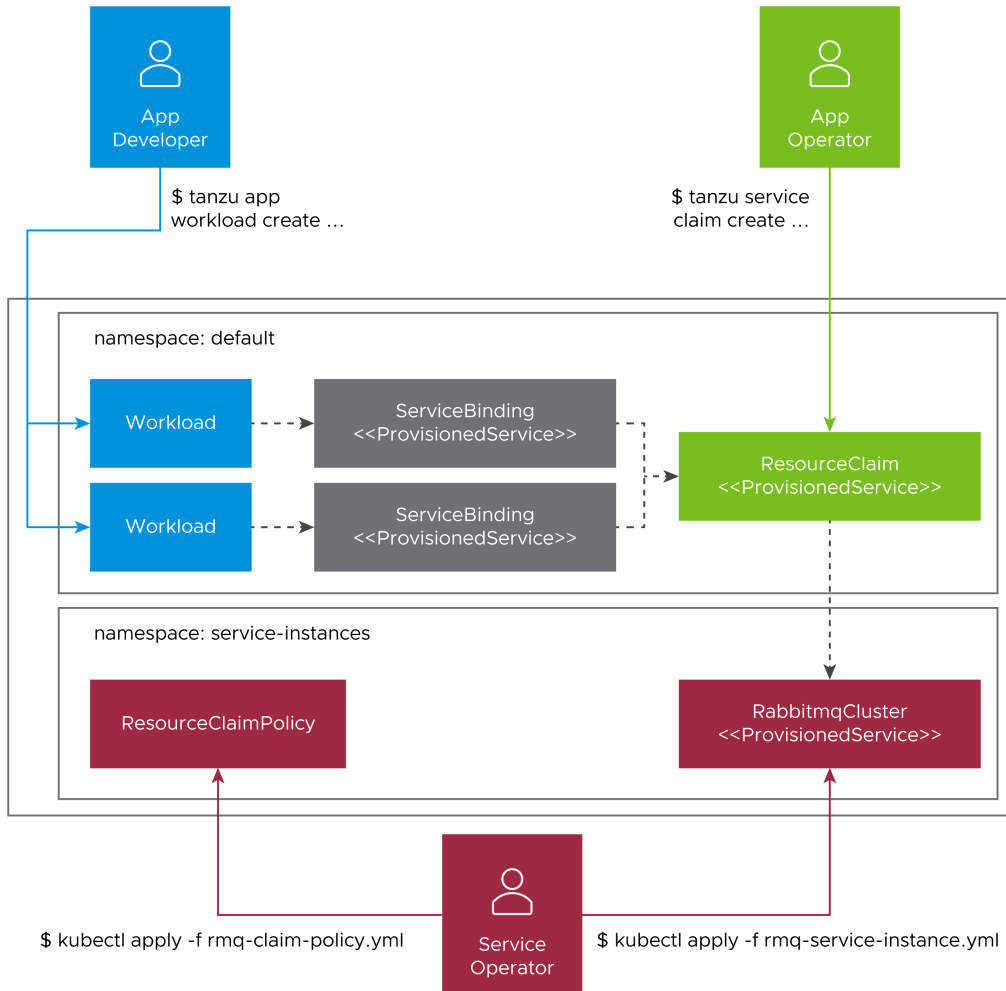 App
Developer
App
Operator
$ tanzu app
workload create ...
$ tanzu service
claim create ...
namespace: default
Workload
ServiceBinding
<<ProvisionedService>>
ResourceClaim
<<ProvisionedService>>
Workload
ServiceBinding
<<ProvisionedService>>
namespace: service-instances
ResourceClaimPolicy
RabbitmqCluster
<<ProvisionedService>>
$ kubectl apply -f rmq-claim-policy.yml
Service
Operator
$ kubectl apply -f rmq-service-instance.yml